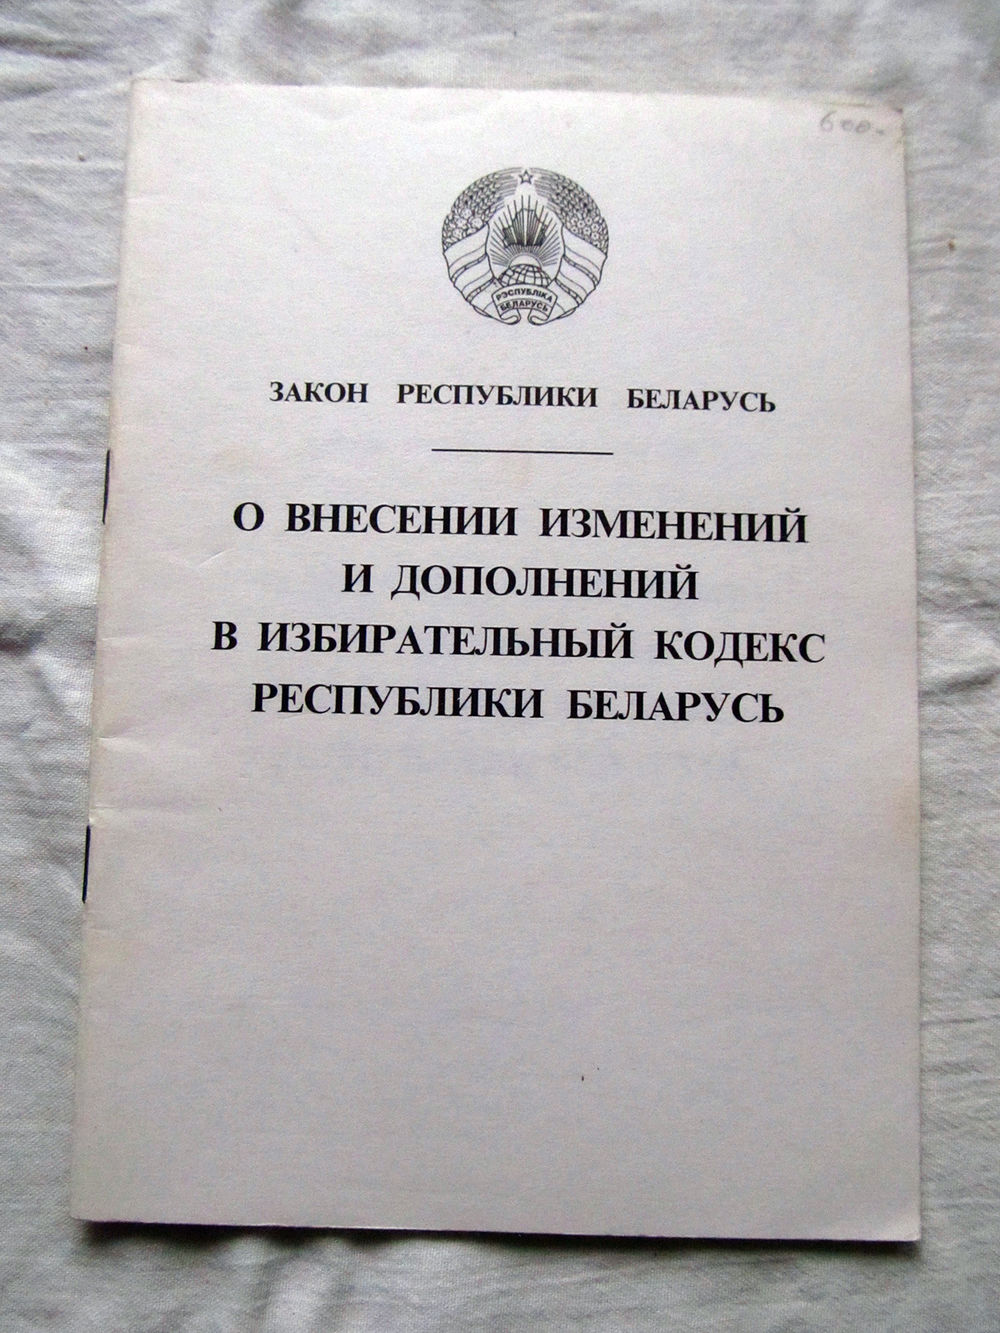 600-
РЭСПУБЛІКА
БЕЛАРУСЬ
ЗАКОН РЕСПУБЛИКИ БЕЛАРУСЬ
О ВНЕСЕНИИ ИЗМЕНЕНИЙ
И ДОПОЛНЕНИЙ
В ИЗБИРАТЕЛЬНЫЙ КОДЕКС
РЕСПУБЛИКИ БЕЛАРУСЬ